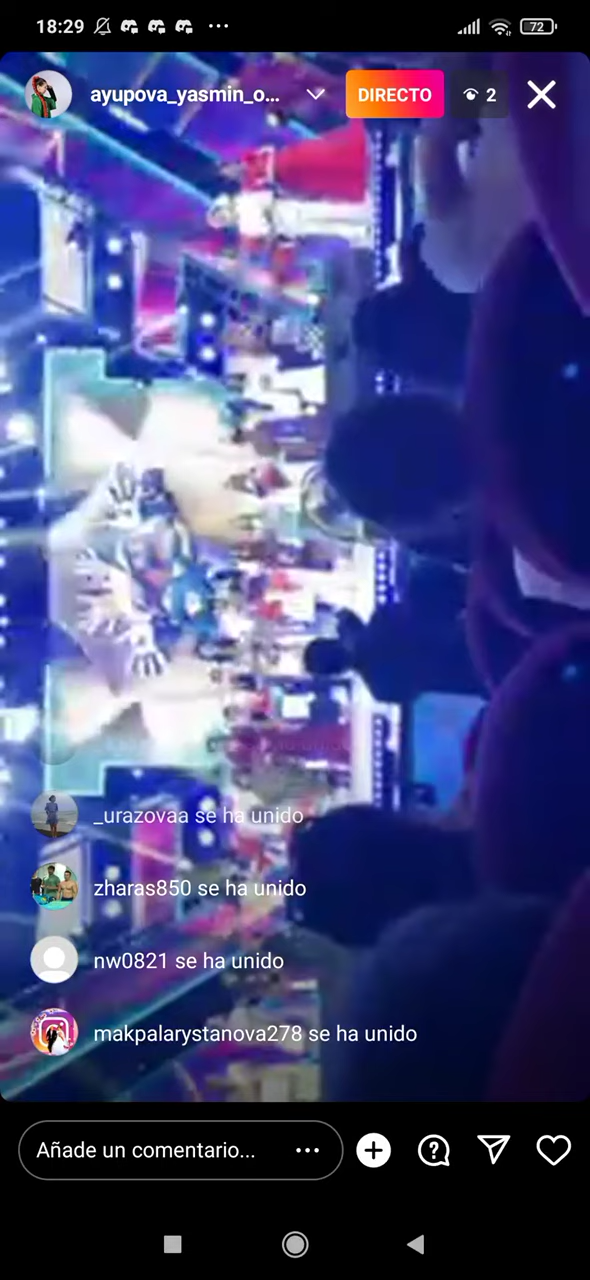 18:29
72
ayupova_yasmin_o...
DIRECTO
2
_urazovaa se ha unido
zharas850 se ha unido
nw0821 se ha unido
makpalarystanova278 se ha unido
Añade un comentario...